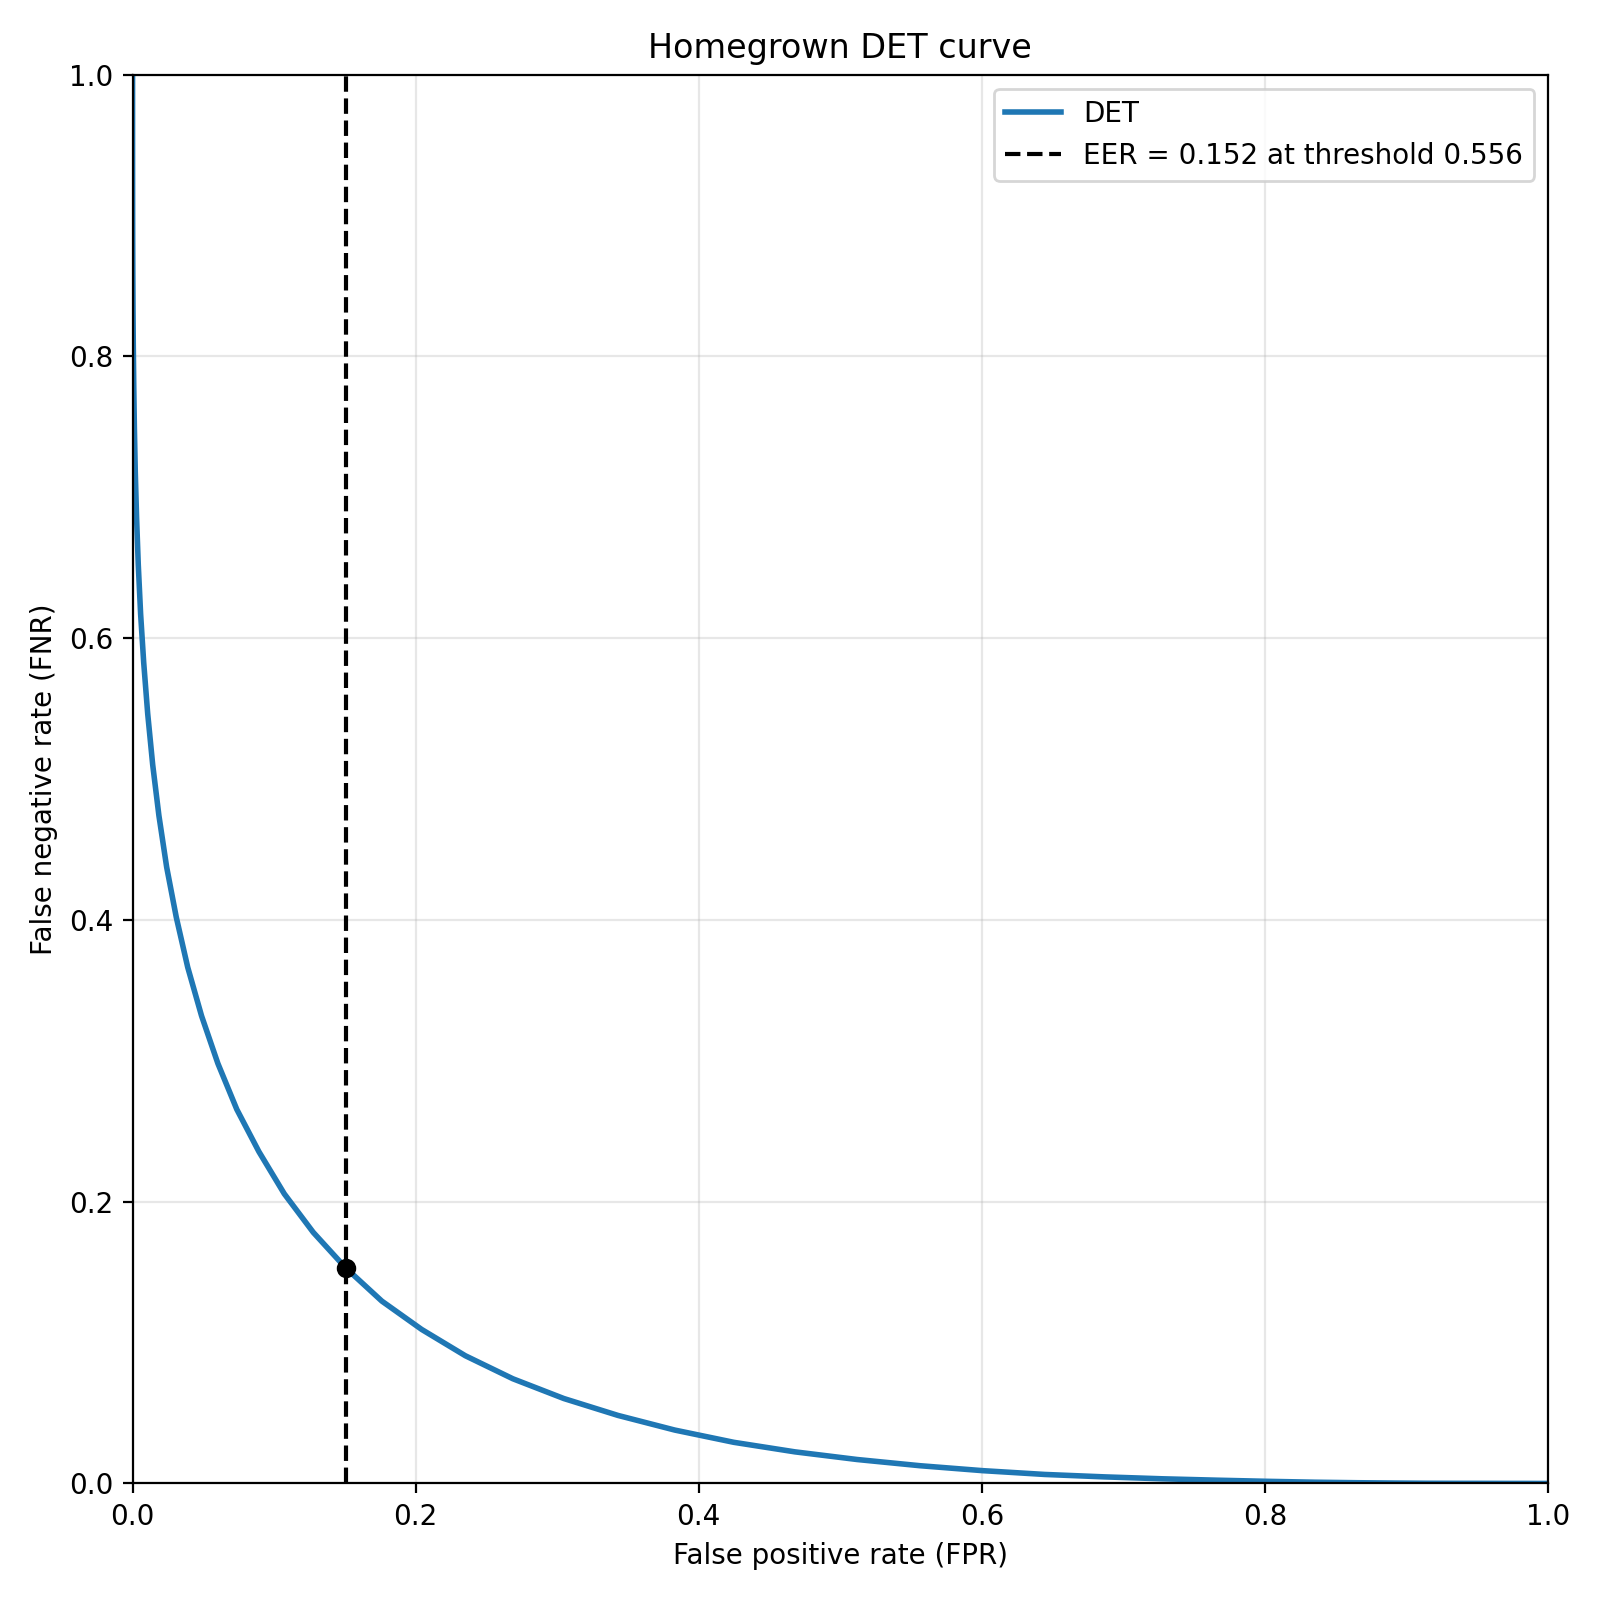 Homegrown DET curve
DET
EER = 0.152 at threshold 0.556
False negative rate (FNR)
1.0
0.8
0.6
0.4
0.2
0.0
0.0 0.2 0.4 0.6 0.8 1.0
False positive rate (FPR)